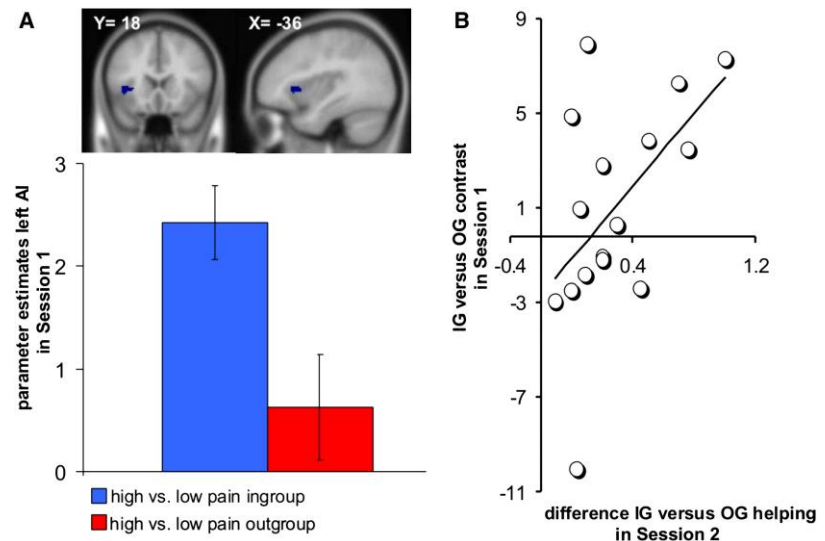 A
Y= 18
X= -36
parameter estimates left AI
in Session 1
3
2
1
0
high vs. low pain ingroup
high vs. low pain outgroup
B
IG versus OG contrast
in Session 1
9
5
1
-3
-7
-11
-0.4
0.4
1.2
difference IG versus OG helping
in Session 2